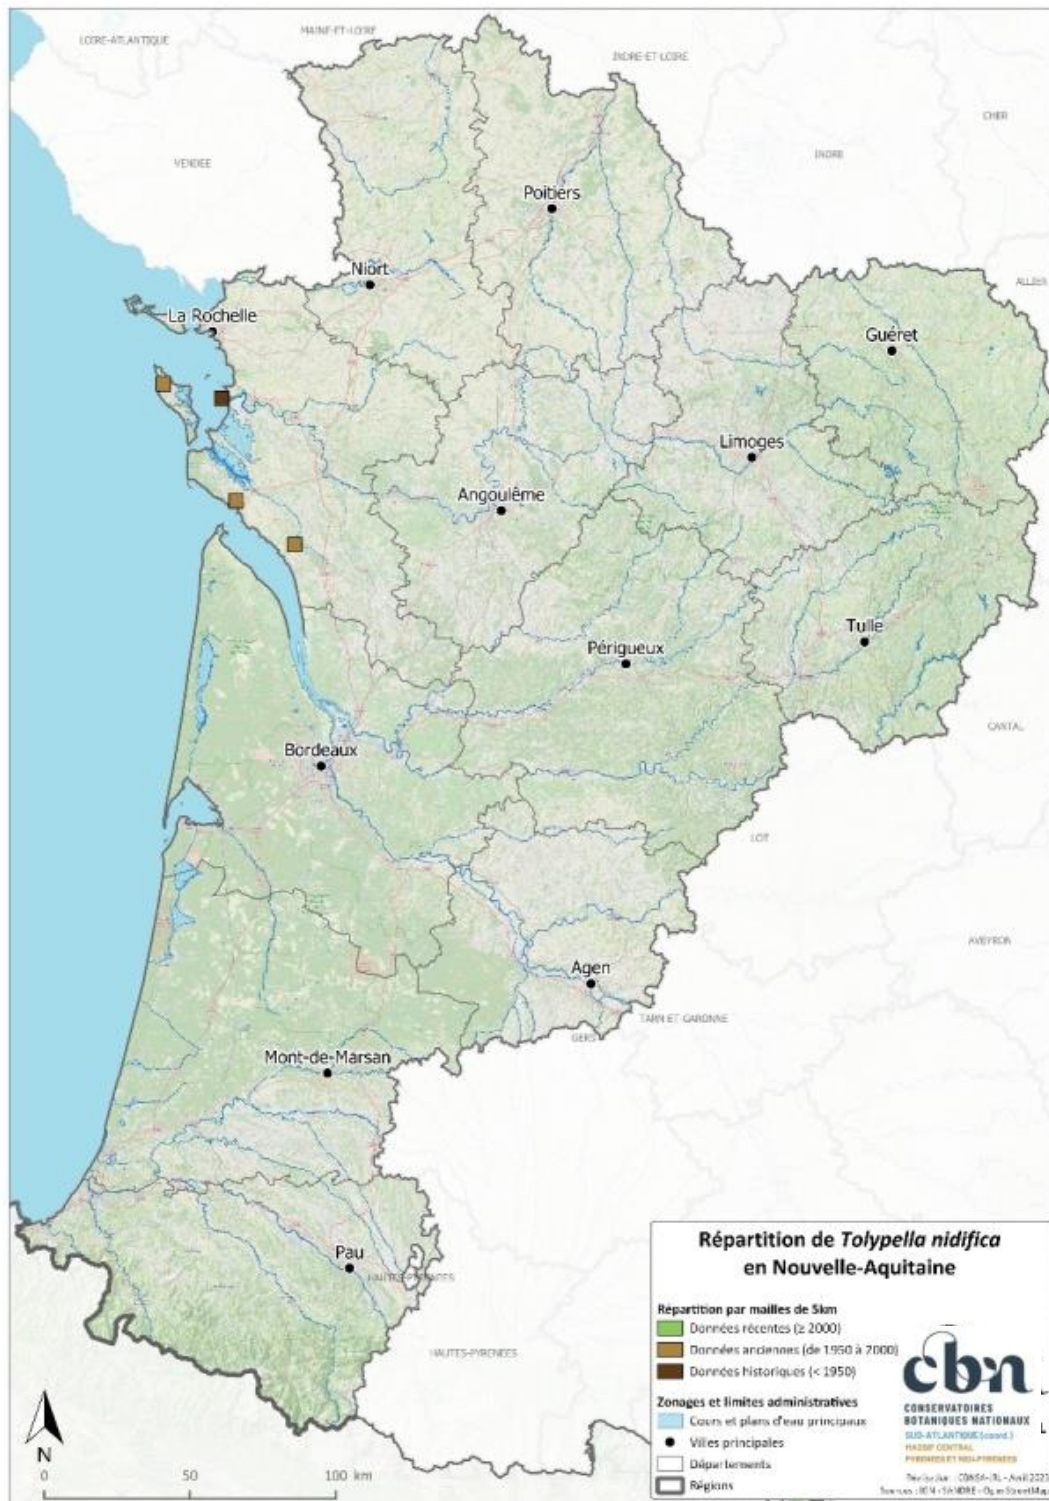 LOIRE-ATLANTIQUE
MAINE-ET-LOIRE
INDRE-ET-LOIRE
CHER
INDRE
VENDEE
Poitiers
Niort
ALLIER
La Rochelle
Guéret
Limoges
Angoulême
Tulle
Périgueux
CANTAL
Bordeaux
LOT
AVEYRON
Agen
TARN-ET-GARONNE
GERS
Mont-de-Marsan
Pau
HAUTES-PYRENEES
HAUTES-PYRENEES
Répartition de Tolypella nidifica
en Nouvelle-Aquitaine
Répartition par mailles de 5km
Données récentes (≥ 2000)
Données anciennes (de 1950 à 2000)
Données historiques (< 1950)
Zonages et limites administratives
Cours et plans d'eau principaux
Villes principales
Départements
Régions
cbn
CONSERVATOIRES
BOTANIQUES NATIONAUX
SUD-ATLANTIQUE (coord.)
MASSIF CENTRAL
PYRENEES ET MIDI-PYRENEES
N
0 50 100 km